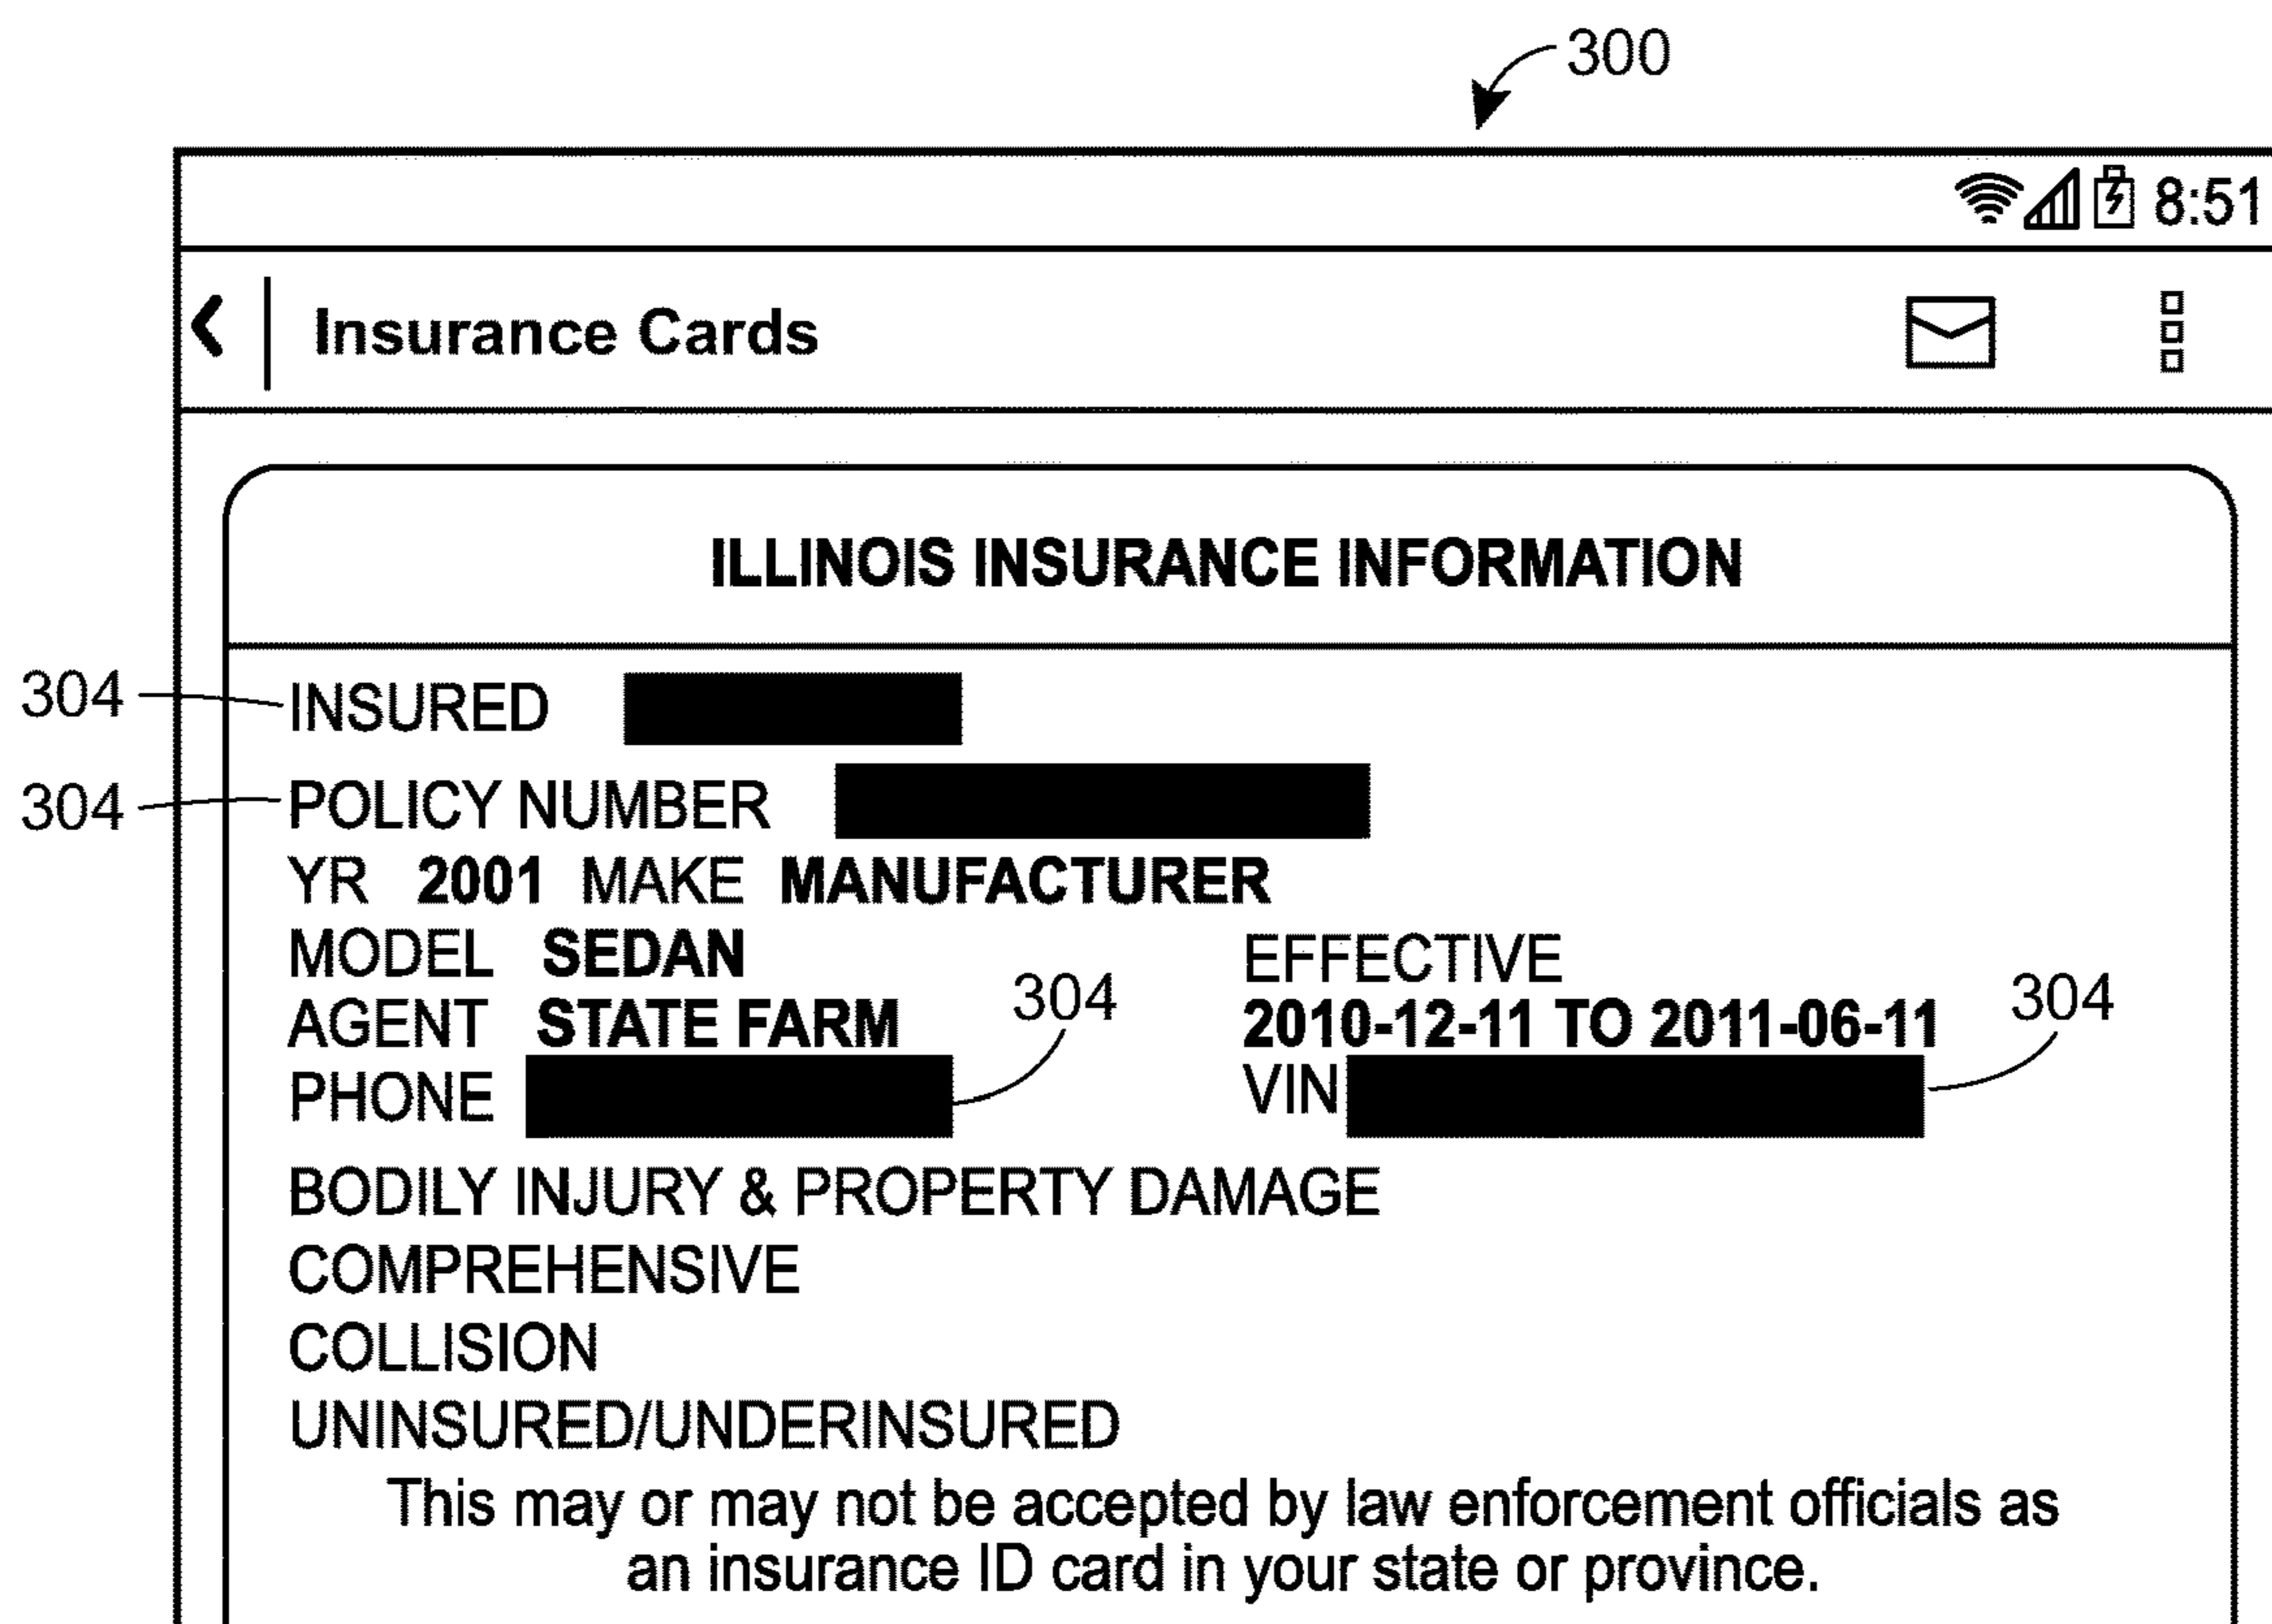 300
8:51
Insurance Cards
ILLINOIS INSURANCE INFORMATION
304 INSURED
304 POLICY NUMBER
YR 2001 MAKE MANUFACTURER
MODEL SEDAN
EFFECTIVE
AGENT STATE FARM
304
2010-12-11 TO 2011-06-11
304
PHONE
VIN
BODILY INJURY & PROPERTY DAMAGE
COMPREHENSIVE
COLLISION
UNINSURED/UNDERINSURED
This may or may not be accepted by law enforcement officials as
an insurance ID card in your state or province.